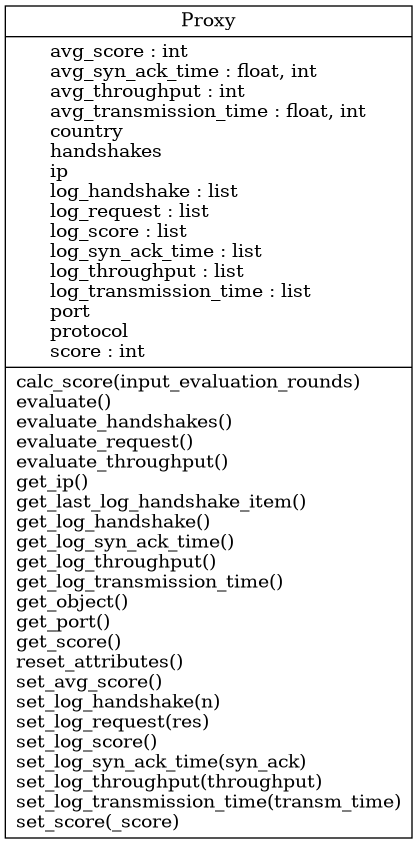 Proxy
avg_score : int
avg_syn_ack_time : float, int
avg_throughput : int
avg_transmission_time : float, int
country
handshakes
ip
log_handshake : list
log_request : list
log_score : list
log_syn_ack_time : list
log_throughput : list
log_transmission_time : list
port
protocol
score : int
calc_score(input_evaluation_rounds)
evaluate()
evaluate_handshakes()
evaluate_request()
evaluate_throughput()
get_ip()
get_last_log_handshake_item()
get_log_handshake()
get_log_syn_ack_time()
get_log_throughput()
get_log_transmission_time()
get_object()
get_port()
get_score()
reset_attributes()
set_avg_score()
set_log_handshake(n)
set_log_request(res)
set_log_score()
set_log_syn_ack_time(syn_ack)
set_log_throughput(throughput)
set_log_transmission_time(transm_time)
set_score(_score)